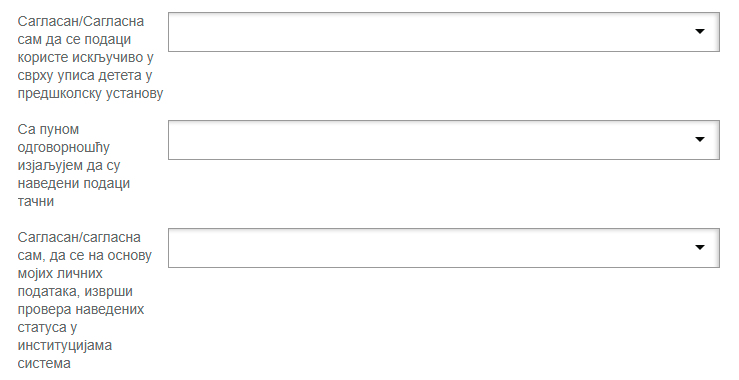 Сагласан/Сагласна
сам да се подаци
користе искључиво у
сврху уписа детета у
предшколску установу
Са пуном
одговорношћу
изјаљујем да су
наведени подаци
тачни
Сагласан/сагласна
сам, да се на основу
мојих личних
података, изврши
провера наведених
статуса у
институцијама
система